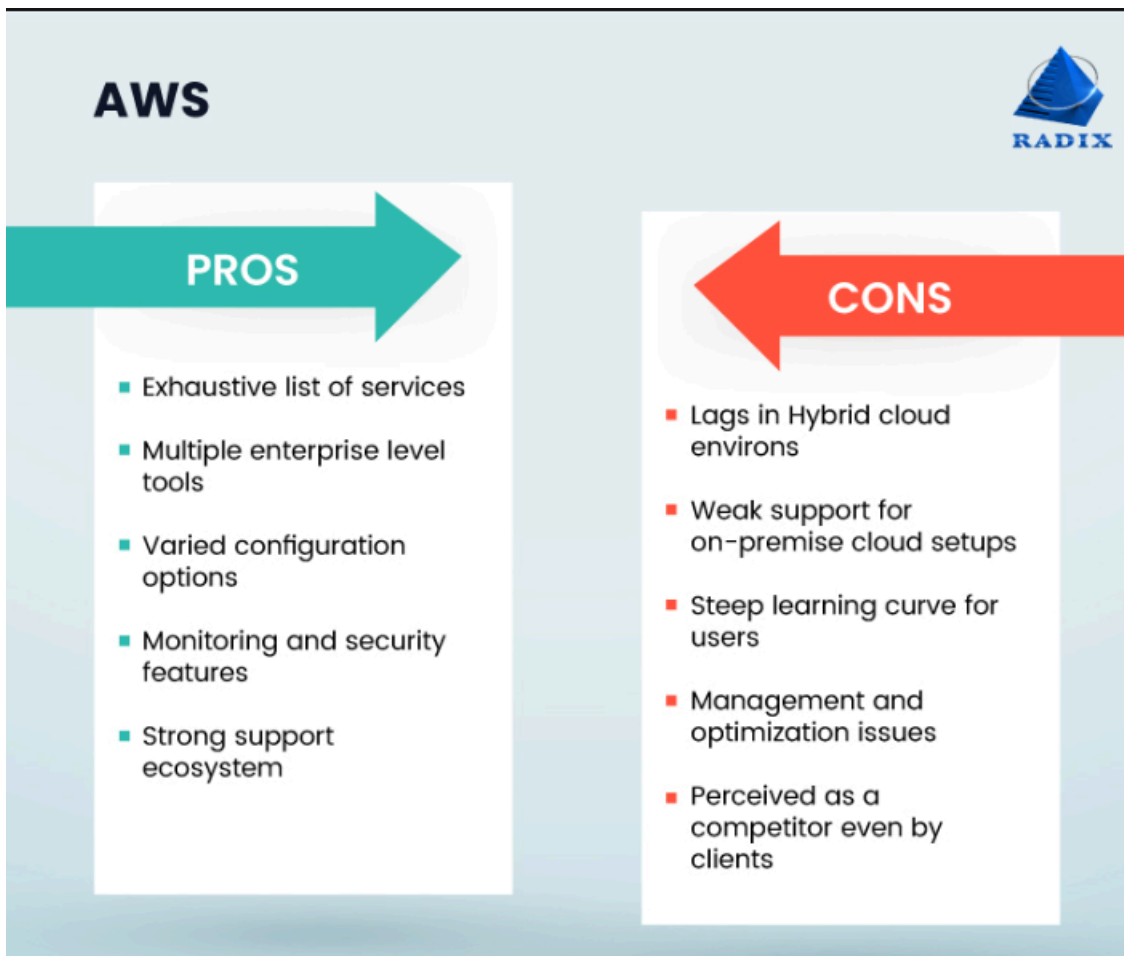 AWS
RADIX
PROS
▪ Exhaustive list of services
▪ Multiple enterprise level
tools
▪ Varied configuration
options
▪ Monitoring and security
features
▪ Strong support
ecosystem
CONS
▪ Lags in Hybrid cloud
environs
▪ Weak support for
on-premise cloud setups
▪ Steep learning curve for
users
▪ Management and
optimization issues
▪ Perceived as a
competitor even by
clients